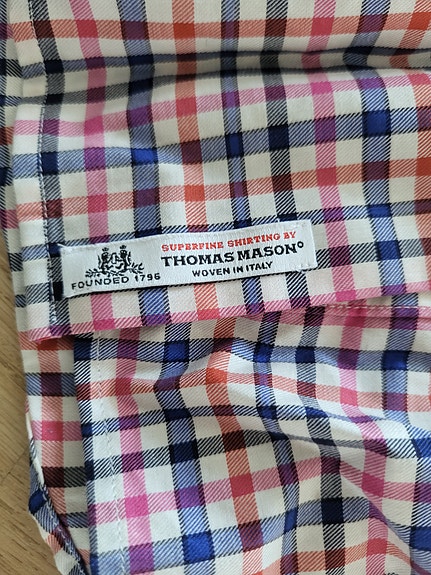 SUPERFINE SHIRTING BY
THOMAS MASON°
WOVEN IN ITALY
FOUNDED 1796